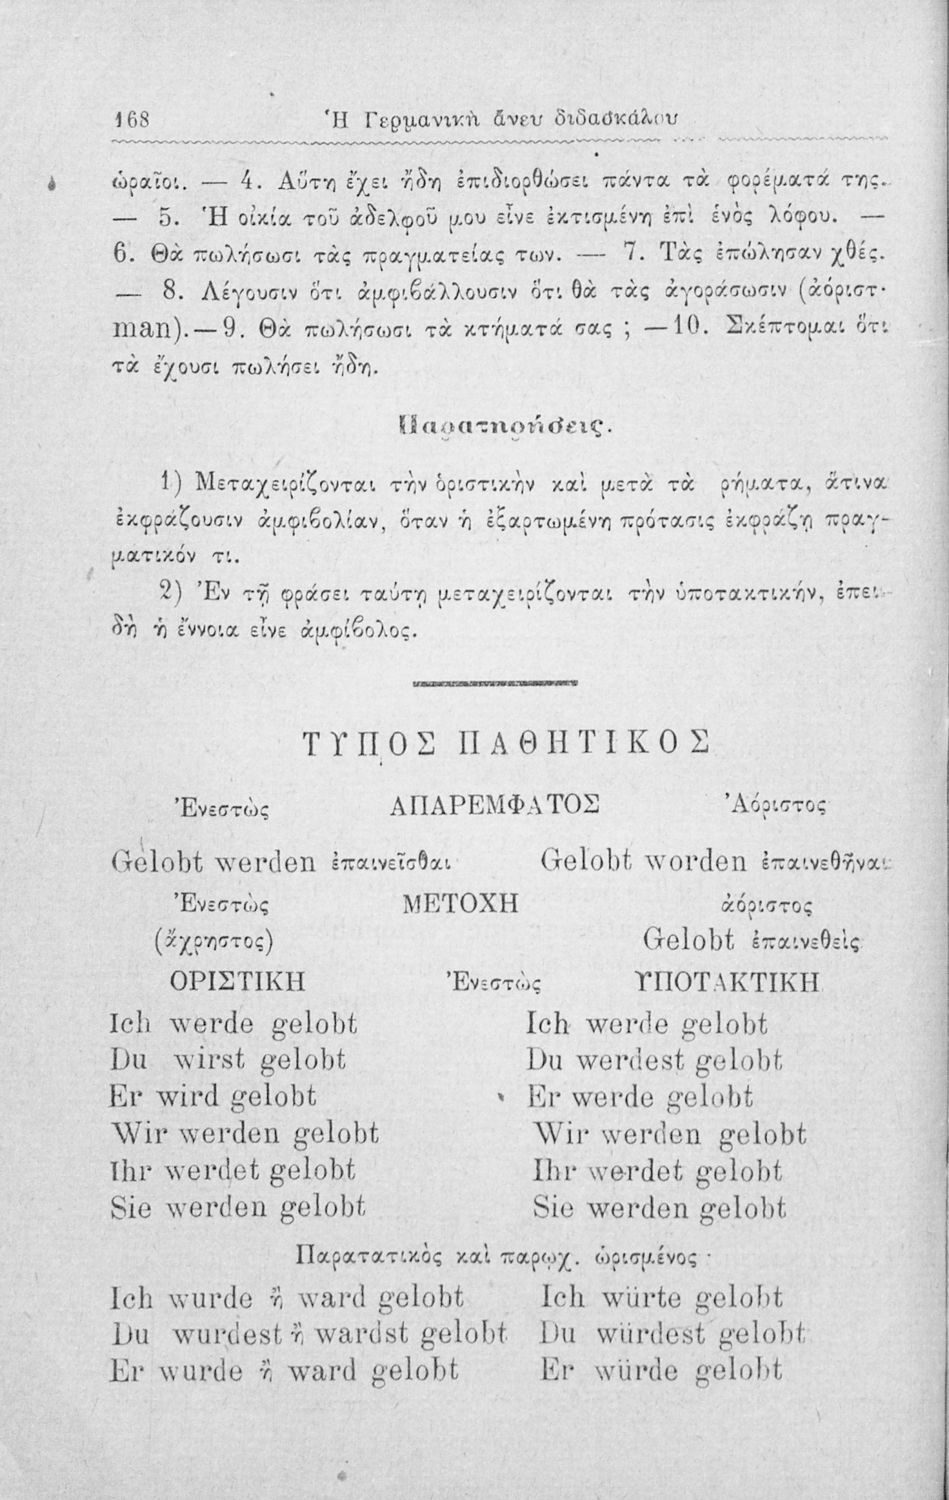 168 Ἡ Γερμανικὴ ἄνευ διδασκάλου
ὡραῖοι. — 4. Αὕτη ἔχει ἤδη ἐπιδιορθώσει πάντα τὰ φορέματά της.
— 5. Ἡ οἰκία τοῦ ἀδελφοῦ μου εἶνε ἐκτισμένη ἐπὶ ἑνὸς λόφου. —
6. Θὰ πωλήσωσι τὰς πραγματείας των. — 7. Τὰς ἐπώλησαν χθές.
— 8. Λέγουσιν ὅτι ἀμφιβάλλουσιν ὅτι θὰ τὰς ἀγοράσωσιν (ἀόριστ·
man). — 9. Θὰ πωλήσωσι τὰ κτήματά σας ; — 10. Σκέπτομαι ὅτι
τὰ ἔχουσι πωλήσει ἤδη.
Παρατηρήσεις.
1) Μεταχειρίζονται τὴν ὁριστικὴν καὶ μετὰ τὰ ρήματα, ἅτινα
ἐκφράζουσιν ἀμφιβολίαν, ὅταν ἡ ἐξαρτωμένη πρότασις ἐκφράζῃ πραγ-
ματικόν τι.
2) Ἐν τῇ φράσει ταύτῃ μεταχειρίζονται τὴν ὑποτακτικήν, ἐπει-
δὴ ἡ ἔννοια εἶνε ἀμφίβολος.
ΤΥΠΟΣ ΠΑΘΗΤΙΚΟΣ
Ἐνεστὼς ΑΠΑΡΕΜΦΑΤΟΣ Ἀόριστος
Gelobt werden ἐπαινεῖσθαι Gelobt worden ἐπαινεθῆναι
Ἐνεστὼς ΜΕΤΟΧΗ ἀόριστος
(ἄχρηστος) Gelobt ἐπαινεθεὶς
ΟΡΙΣΤΙΚΗ Ἐνεστὼς ΥΠΟΤΑΚΤΙΚΗ
Ich werde gelobt Ich werde gelobt
Du wirst gelobt Du werdest gelobt
Er wird gelobt Er werde gelobt
Wir werden gelobt Wir werden gelobt
Ihr werdet gelobt Ihr werdet gelobt
Sie werden gelobt Sie werden gelobt
Παρατατικὸς καὶ παρῳχ. ὡρισμένος ·
Ich wurde ἢ ward gelobt Ich würte gelobt
Du wurdest ἢ wardst gelobt Du würdest gelobt
Er wurde ἢ ward gelobt Er würde gelobt